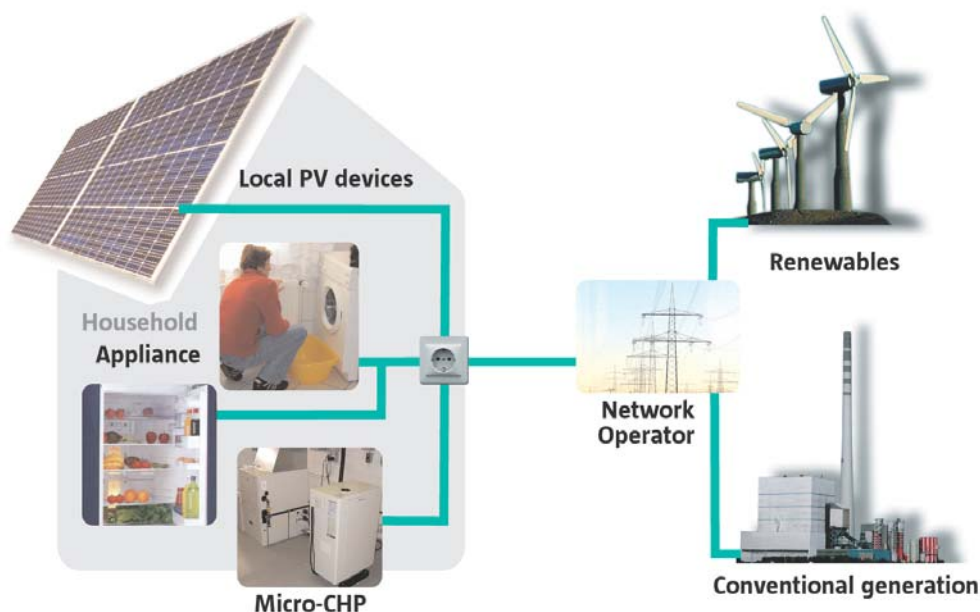 Local PV devices
Household
Appliance
Micro-CHP
Network
Operator
Renewables
Conventional generation